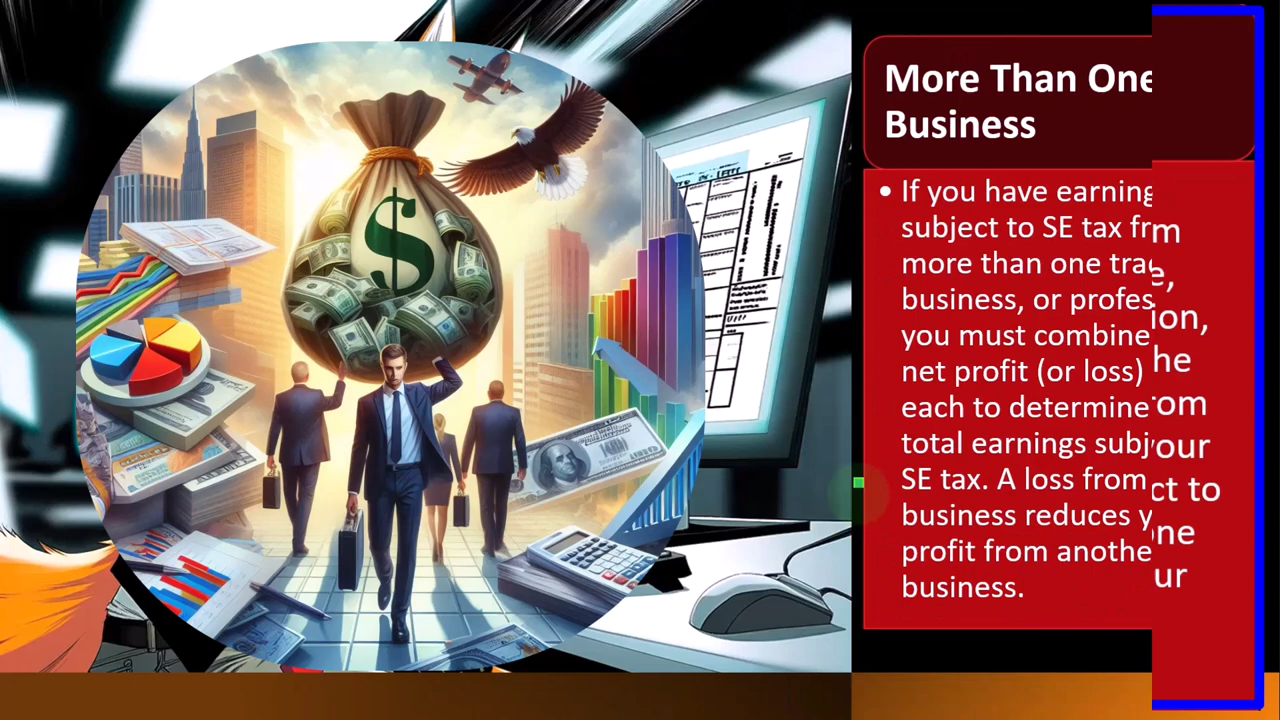 More Than One
Business
• If you have earning
subject to SE tax fr
more than one trad
business, or profes
you must combine
net profit (or loss)
each to determine
total earnings subj
SE tax. A loss from
business reduces y
profit from anothe
business.
$